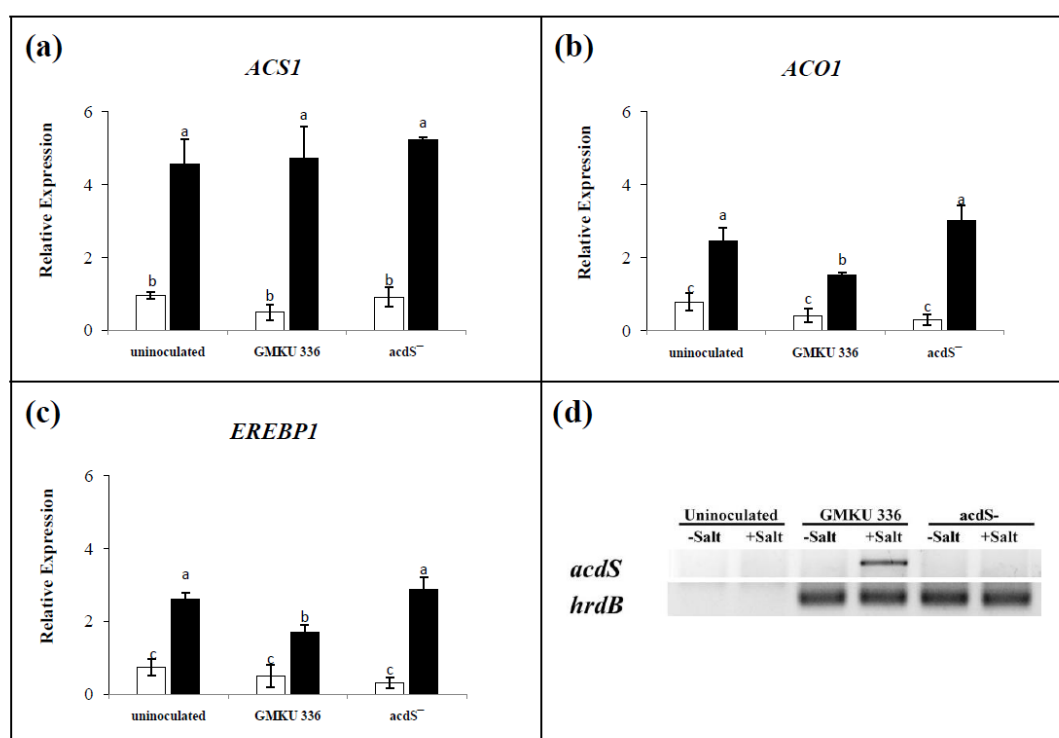 (a)
ACS1
Relative Expression
6
4
2
0
a
a
a
b
b
b
uninoculated GMKU 336 acdS⁻
(b)
ACO1
Relative Expression
6
4
2
0
a
b
a
c
c
c
uninoculated GMKU 336 acdS⁻
(c)
EREBP1
Relative Expression
6
4
2
0
a
b
a
c
c
c
uninoculated GMKU 336 acdS⁻
(d)
Uninoculated GMKU 336 acdS-
-Salt +Salt -Salt +Salt -Salt +Salt
acdS
hrdB